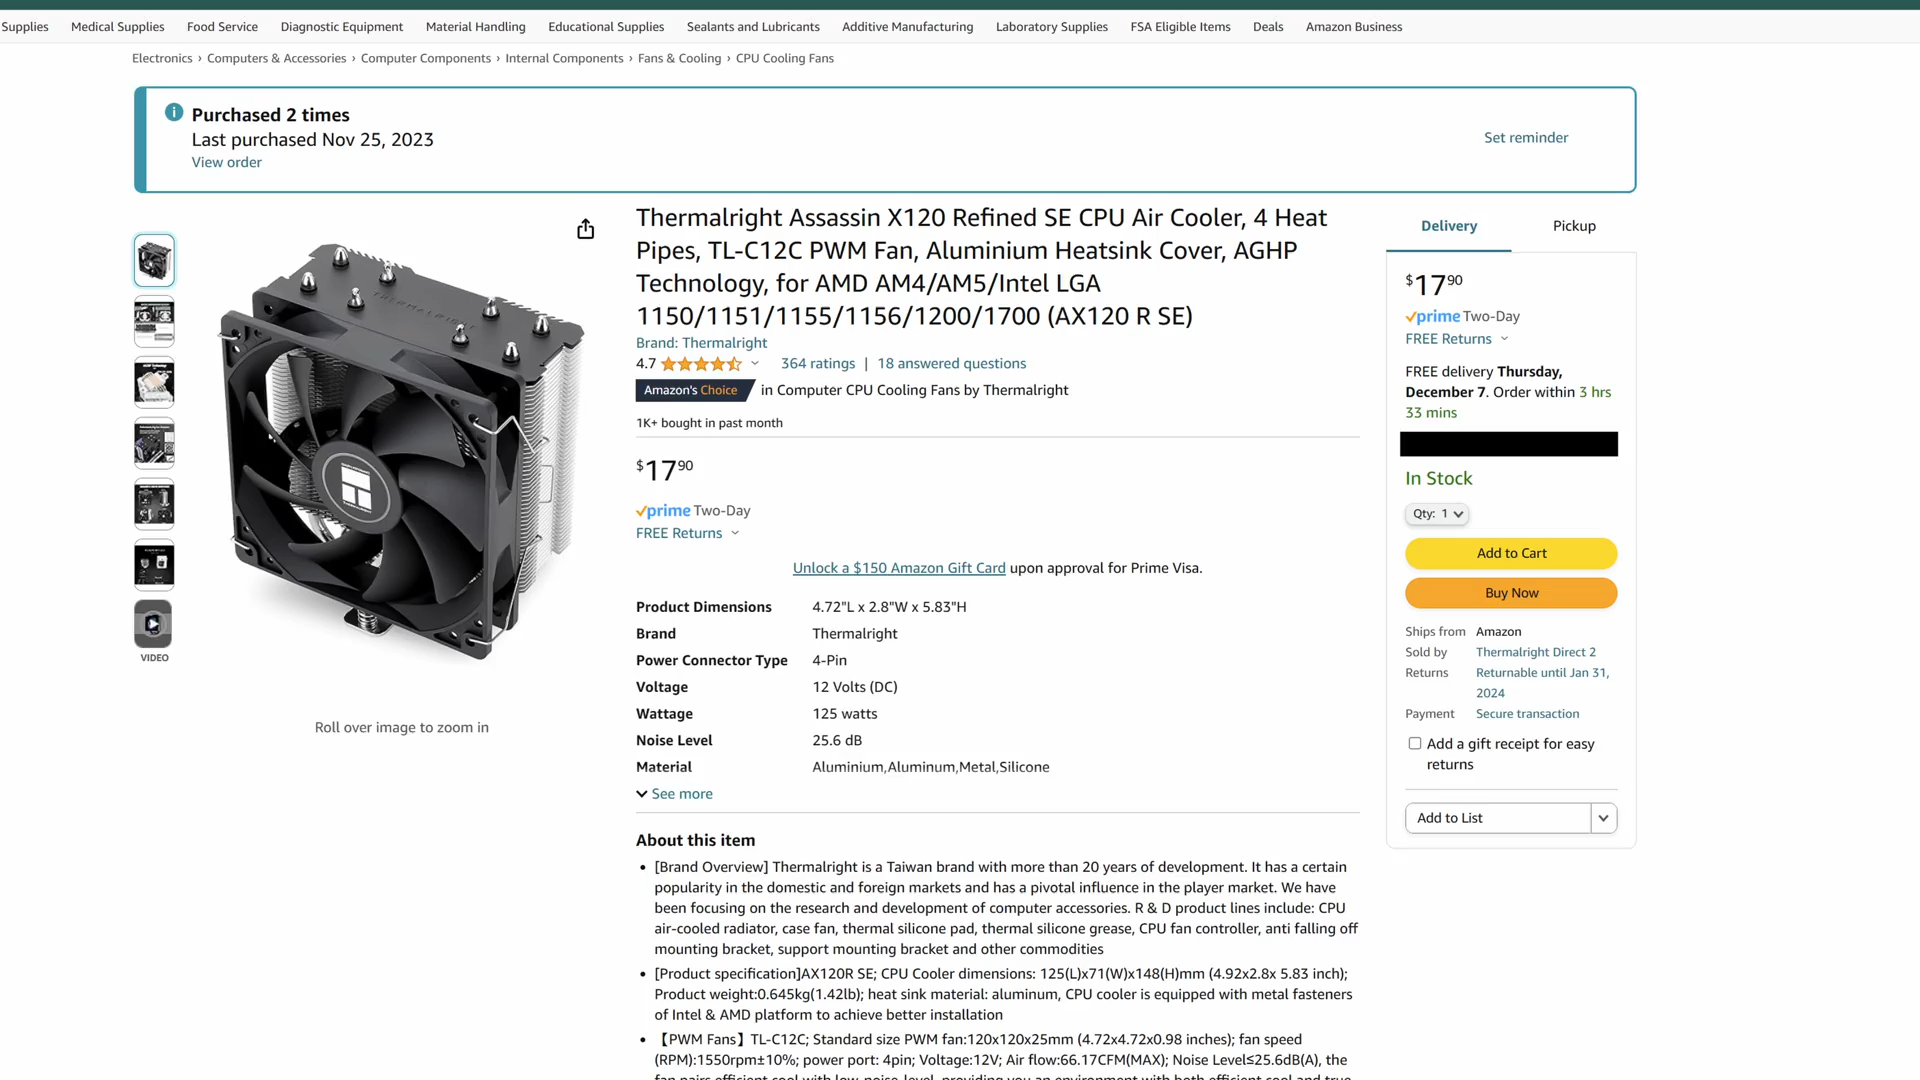 Supplies Medical Supplies Food Service Diagnostic Equipment Material Handling Educational Supplies Sealants and Lubricants Additive Manufacturing Laboratory Supplies FSA Eligible Items Deals Amazon Business
Electronics › Computers & Accessories › Computer Components › Internal Components › Fans & Cooling › CPU Cooling Fans
Purchased 2 times
Last purchased Nov 25, 2023
View order
Set reminder
VIDEO
THERMALRIGHT
Roll over image to zoom in
Thermalright Assassin X120 Refined SE CPU Air Cooler, 4 Heat
Pipes, TL-C12C PWM Fan, Aluminium Heatsink Cover, AGHP
Technology, for AMD AM4/AM5/Intel LGA
1150/1151/1155/1156/1200/1700 (AX120 R SE)
Brand: Thermalright
4.7 364 ratings | 18 answered questions
Amazon's Choice in Computer CPU Cooling Fans by Thermalright
1K+ bought in past month
$17 90
prime Two-Day
FREE Returns
Unlock a $150 Amazon Gift Card upon approval for Prime Visa.
Product Dimensions 4.72"L x 2.8"W x 5.83"H
Brand Thermalright
Power Connector Type 4-Pin
Voltage 12 Volts (DC)
Wattage 125 watts
Noise Level 25.6 dB
Material Aluminium,Aluminum,Metal,Silicone
See more
About this item
• [Brand Overview] Thermalright is a Taiwan brand with more than 20 years of development. It has a certain
popularity in the domestic and foreign markets and has a pivotal influence in the player market. We have
been focusing on the research and development of computer accessories. R & D product lines include: CPU
air-cooled radiator, case fan, thermal silicone pad, thermal silicone grease, CPU fan controller, anti falling off
mounting bracket, support mounting bracket and other commodities
• [Product specification]AX120R SE; CPU Cooler dimensions: 125(L)x71(W)x148(H)mm (4.92x2.8x 5.83 inch);
Product weight:0.645kg(1.42lb); heat sink material: aluminum, CPU cooler is equipped with metal fasteners
of Intel & AMD platform to achieve better installation
• 【PWM Fans】TL-C12C; Standard size PWM fan:120x120x25mm (4.72x4.72x0.98 inches); fan speed
(RPM):1550rpm±10%; power port: 4pin; Voltage:12V; Air flow:66.17CFM(MAX); Noise Level≤25.6dB(A), the
fan pairs efficient cool with low-noise-level, providing you an environment with both efficient cool and true
Delivery Pickup
$17 90
prime Two-Day
FREE Returns
FREE delivery Thursday,
December 7. Order within 3 hrs
33 mins
In Stock
Qty: 1
Add to Cart
Buy Now
Ships from Amazon
Sold by Thermalright Direct 2
Returns Returnable until Jan 31,
2024
Payment Secure transaction
Add a gift receipt for easy
returns
Add to List